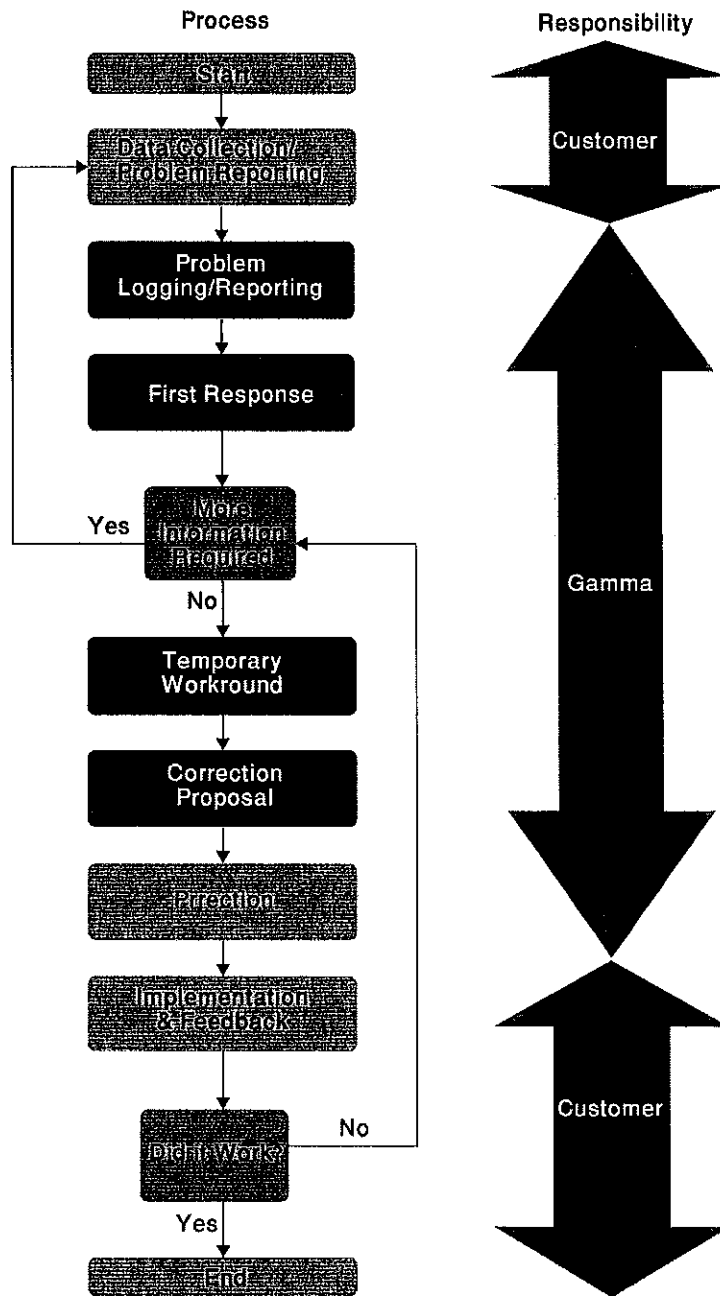 Process
Responsibility
Start
Customer
Data Collection/
Problem Reporting
Problem
Logging/Reporting
First Response
More
Information
Required
Yes
No
Gamma
Temporary
Workround
Correction
Proposal
Prrection
Implementation
& Feedback
Customer
Did it Work?
No
Yes
End